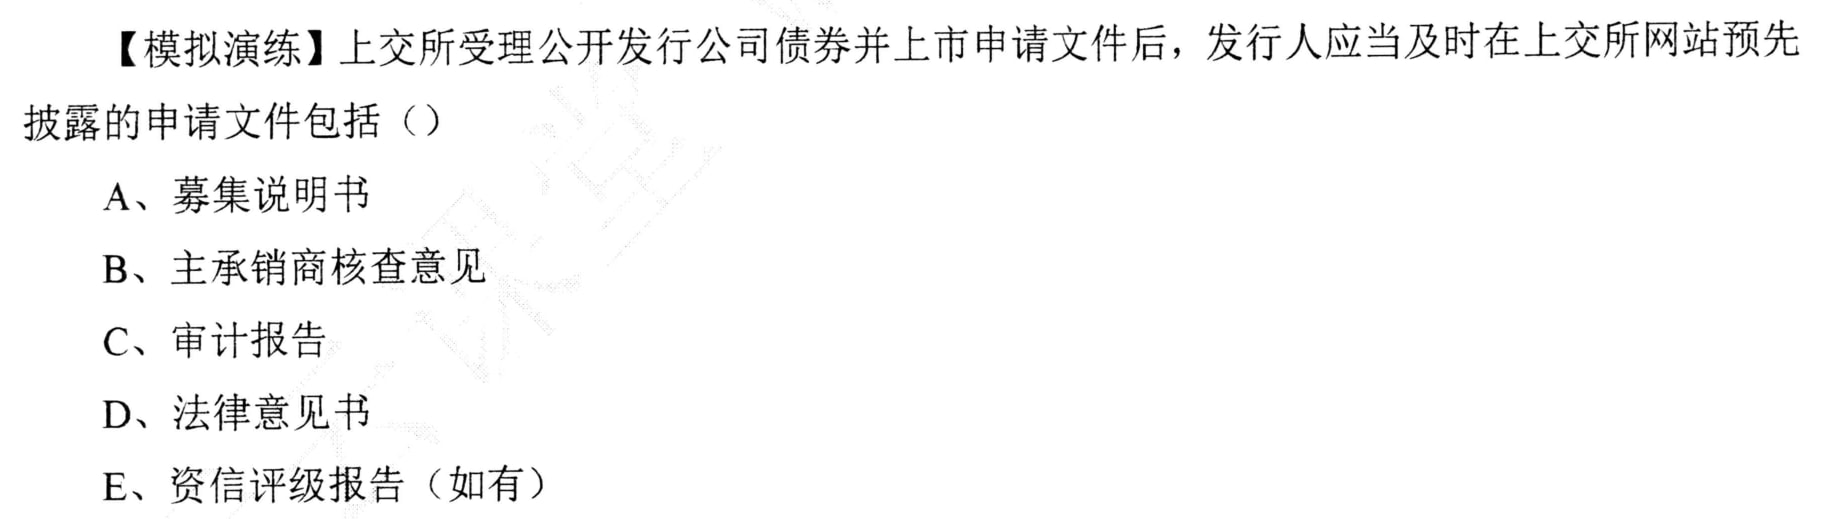 【模拟演练】上交所受理公开发行公司债券并上市申请文件后，发行人应当及时在上交所网站预先
披露的申请文件包括（）
A、募集说明书
B、主承销商核查意见
C、审计报告
D、法律意见书
E、资信评级报告（如有）